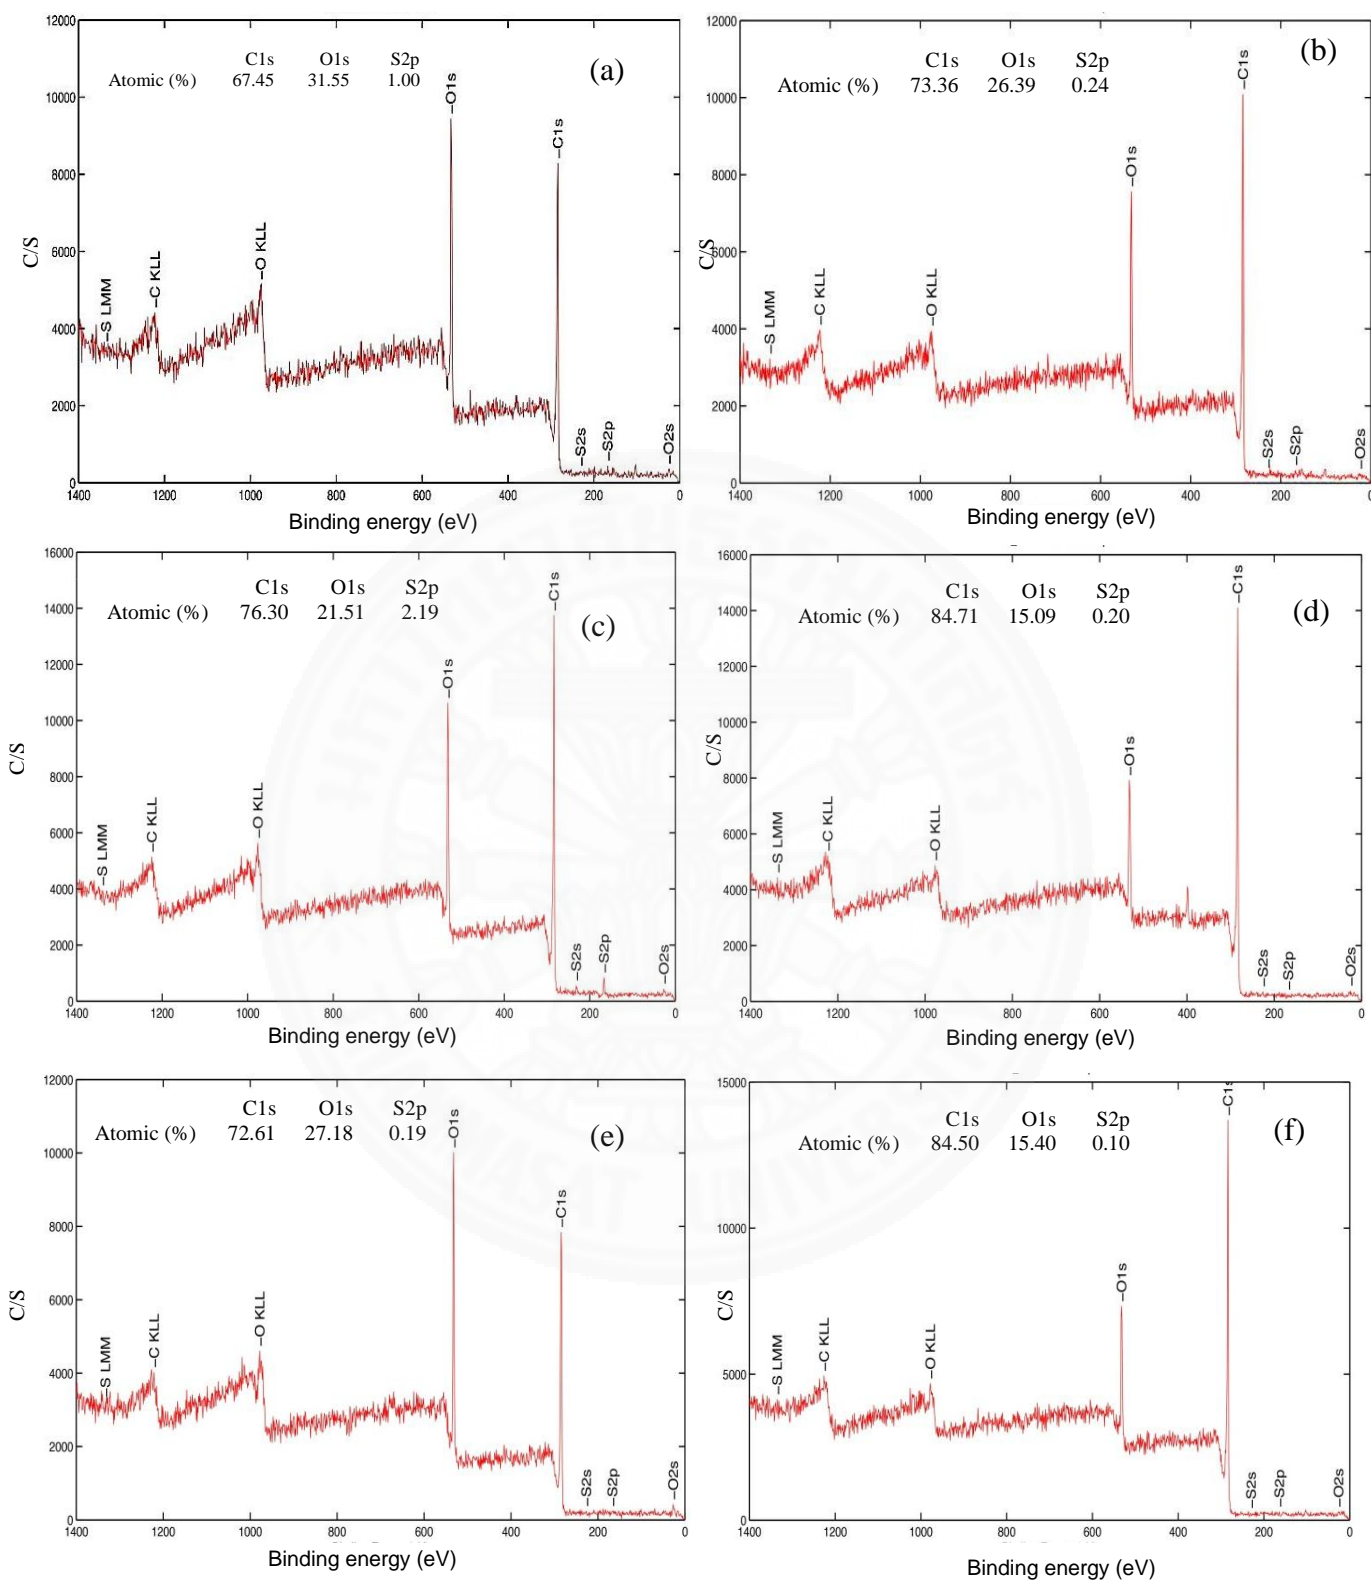 12000
10000
8000
6000
4000
2000
0
C/S
C1s O1s S2p
Atomic (%) 67.45 31.55 1.00
(a)
S LMM
C KLL
O KLL
O1s
C1s
S2s
S2p
O2s
1400 1200 1000 800 600 400 200 0
Binding energy (eV)
12000
10000
8000
6000
4000
2000
0
C/S
C1s O1s S2p
Atomic (%) 73.36 26.39 0.24
(b)
S LMM
C KLL
O KLL
O1s
C1s
S2s
S2p
O2s
1400 1200 1000 800 600 400 200 0
Binding energy (eV)
16000
14000
12000
10000
8000
6000
4000
2000
0
C/S
C1s O1s S2p
Atomic (%) 76.30 21.51 2.19
(c)
S LMM
C KLL
O KLL
O1s
C1s
S2s
S2p
O2s
1400 1200 1000 800 600 400 200 0
Binding energy (eV)
16000
14000
12000
10000
8000
6000
4000
2000
0
C/S
C1s O1s S2p
Atomic (%) 84.71 15.09 0.20
(d)
S LMM
C KLL
O KLL
O1s
C1s
S2s
S2p
O2s
1400 1200 1000 800 600 400 200 0
Binding energy (eV)
12000
10000
8000
6000
4000
2000
0
C/S
C1s O1s S2p
Atomic (%) 72.61 27.18 0.19
(e)
S LMM
C KLL
O KLL
O1s
C1s
S2s
S2p
O2s
1400 1200 1000 800 600 400 200 0
Binding energy (eV)
15000
10000
5000
0
C/S
C1s O1s S2p
Atomic (%) 84.50 15.40 0.10
(f)
S LMM
C KLL
O KLL
O1s
C1s
S2s
S2p
O2s
1400 1200 1000 800 600 400 200 0
Binding energy (eV)